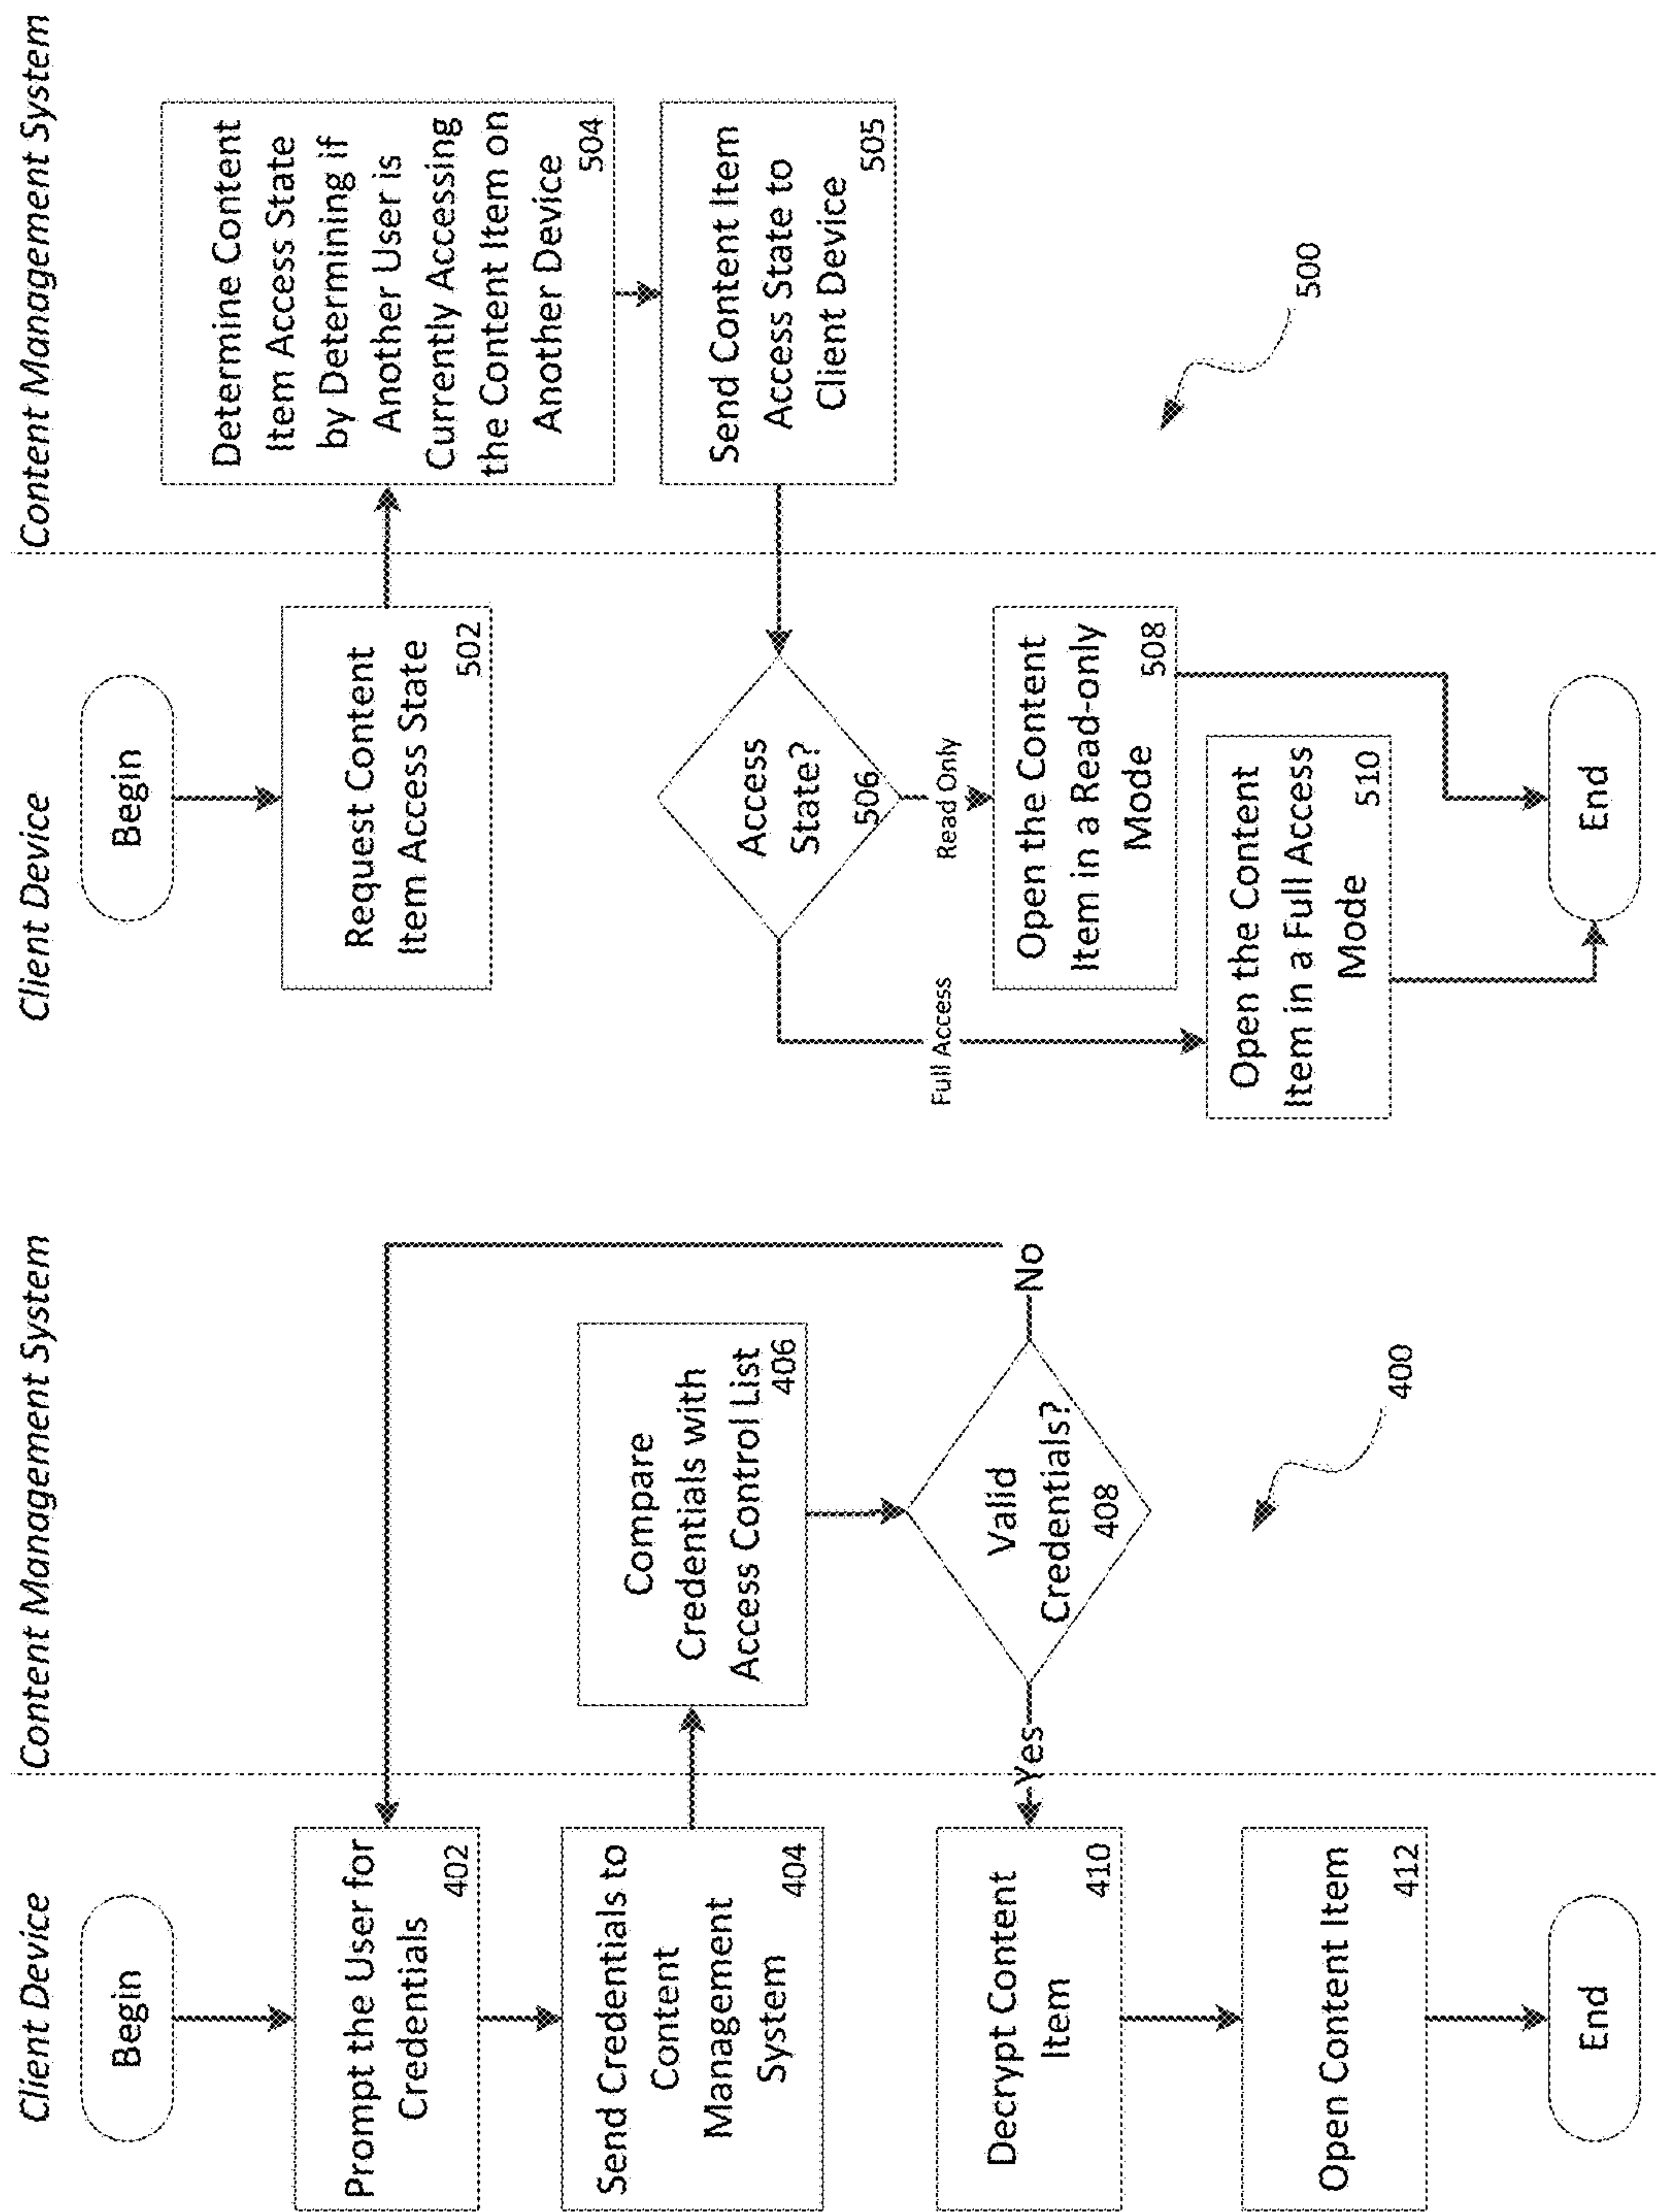 Client Device
Content Management System
Begin
Prompt the User for
Credentials
402
Send Credentials to
Content
Management
System
404
Compare
Credentials with
Access Control List
406
Valid
Credentials?
408
No
Yes
Decrypt Content
Item
410
Open Content Item
412
End
400
Client Device
Content Management System
Begin
Request Content
Item Access State
502
Determine Content
Item Access State
by Determining if
Another User is
Currently Accessing
the Content Item on
Another Device
504
Send Content Item
Access State to
Client Device
505
Access
State?
506
Full Access
Read Only
Open the Content
Item in a Read-only
Mode
508
Open the Content
Item in a Full Access
Mode
510
End
500